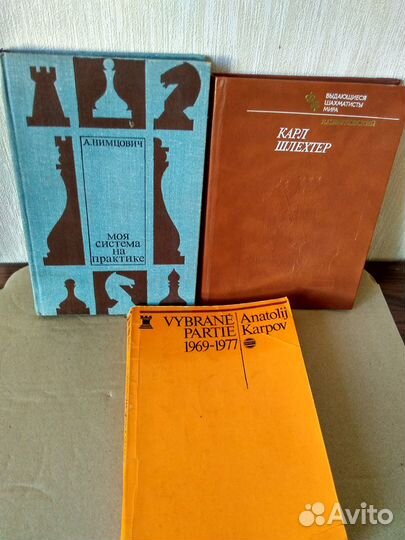 А. НИМЦОВИЧ
МОЯ
СИСТЕМА
НА
ПРАКТИКЕ
ВЫДАЮЩИЕСЯ
ШАХМАТИСТЫ
МИРА
КАРЛ
ШЛЕХТЕР
VYBRANÉ
PARTIE
1969-1977
Anatolij
Karpov
Avito